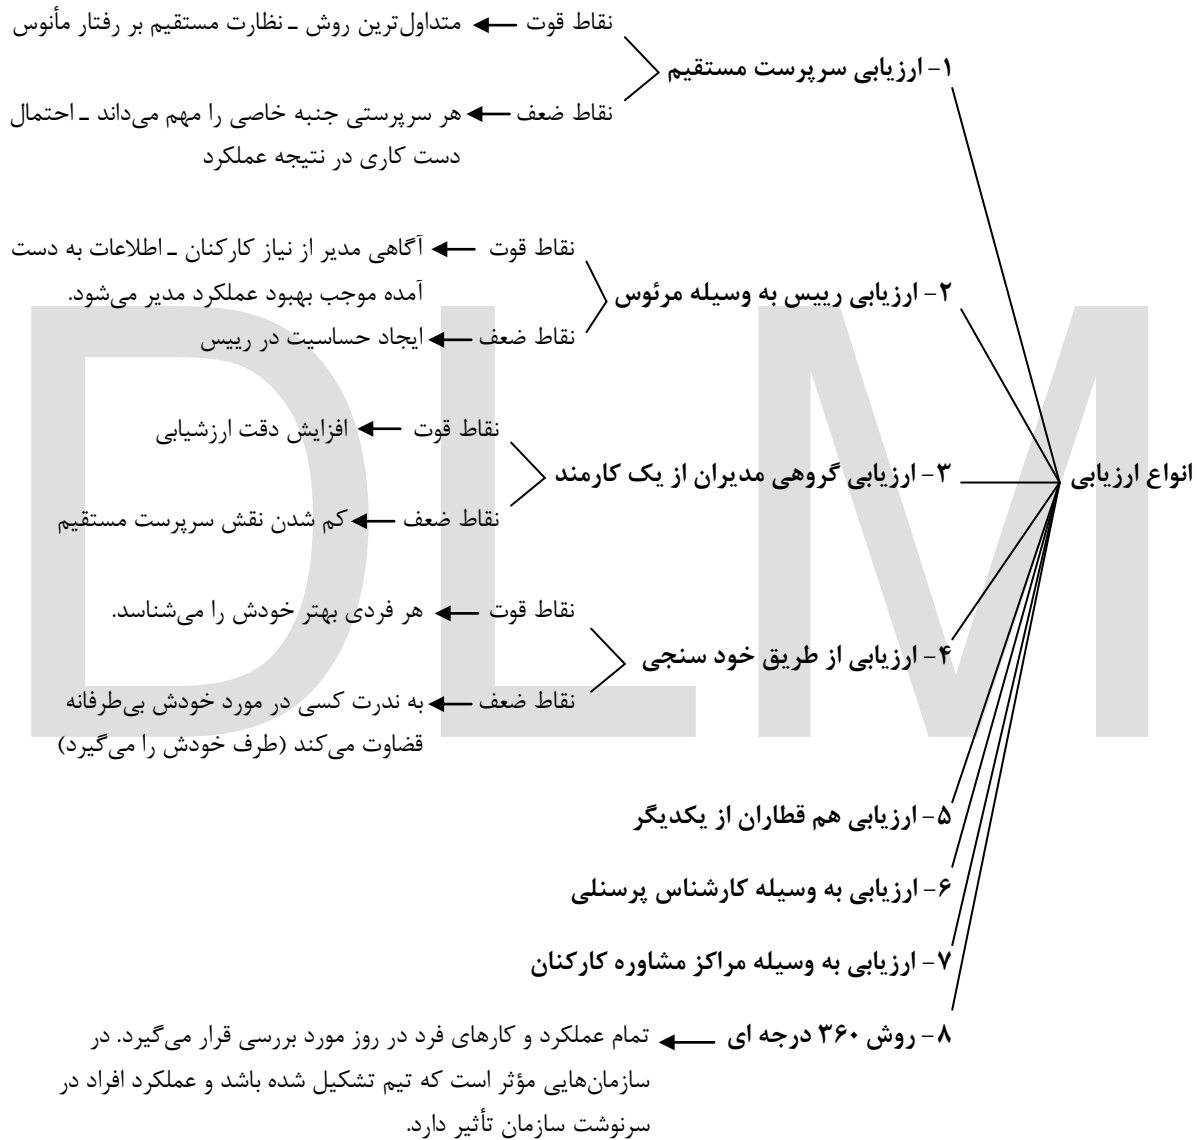 انواع ارزیابی
۱- ارزیابی سرپرست مستقیم
نقاط قوت
متداول‌ترین روش ـ نظارت مستقیم بر رفتار مأنوس
نقاط ضعف
هر سرپرستی جنبه خاصی را مهم می‌داند ـ احتمال
دست کاری در نتیجه عملکرد
۲- ارزیابی رییس به وسیله مرئوس
نقاط قوت
آگاهی مدیر از نیاز کارکنان ـ اطلاعات به دست
آمده موجب بهبود عملکرد مدیر می‌شود.
نقاط ضعف
ایجاد حساسیت در رییس
۳- ارزیابی گروهی مدیران از یک کارمند
نقاط قوت
افزایش دقت ارزشیابی
نقاط ضعف
کم شدن نقش سرپرست مستقیم
۴- ارزیابی از طریق خود سنجی
نقاط قوت
هر فردی بهتر خودش را می‌شناسد.
نقاط ضعف
به ندرت کسی در مورد خودش بی‌طرفانه
قضاوت می‌کند (طرف خودش را می‌گیرد)
۵- ارزیابی هم قطاران از یکدیگر
۶- ارزیابی به وسیله کارشناس پرسنلی
۷- ارزیابی به وسیله مراکز مشاوره کارکنان
۸- روش ۳۶۰ درجه ای
تمام عملکرد و کارهای فرد در روز مورد بررسی قرار می‌گیرد. در
سازمان‌هایی مؤثر است که تیم تشکیل شده باشد و عملکرد افراد در
سرنوشت سازمان تأثیر دارد.
DLM